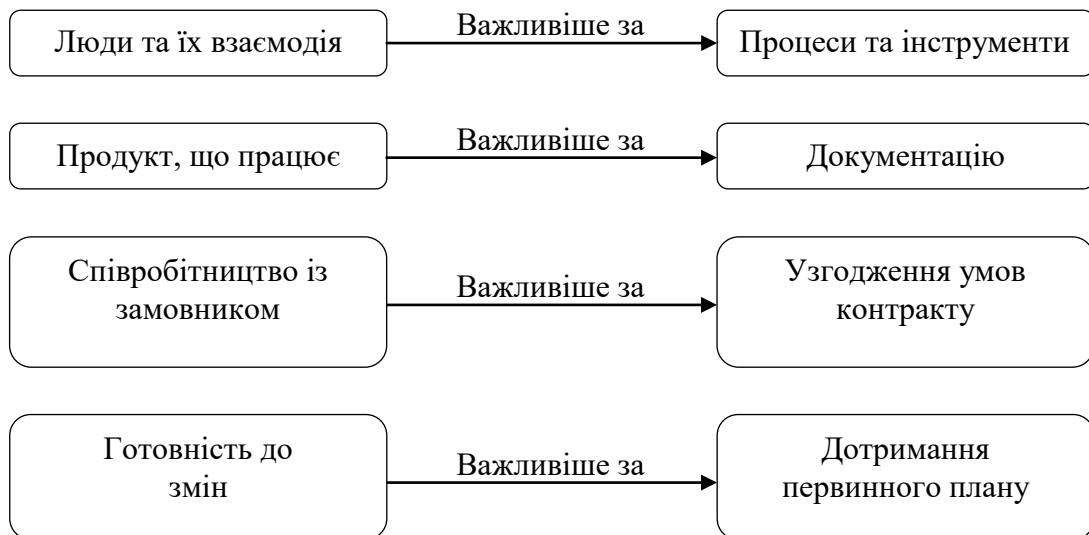 Люди та їх взаємодія
Важливіше за
Процеси та інструменти
Продукт, що працює
Важливіше за
Документацію
Співробітництво із
замовником
Важливіше за
Узгодження умов
контракту
Готовність до
змін
Важливіше за
Дотримання
первинного плану